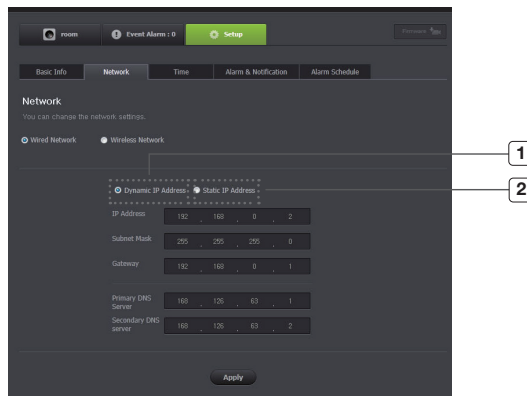 room Event Alarm : 0 Setup Firmware
Basic Info Network Time Alarm & Notification Alarm Schedule
Network
You can change the network settings.
Wired Network Wireless Network
1
Dynamic IP Address Static IP Address
2
IP Address 192 . 168 . 0 . 2
Subnet Mask 255 . 255 . 255 . 0
Gateway 192 . 168 . 0 . 1
Primary DNS Server 168 . 126 . 63 . 1
Secondary DNS server 168 . 126 . 63 . 2
Apply